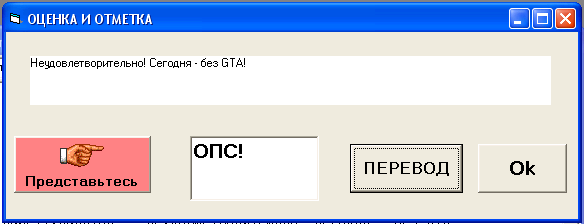 ОЦЕНКА И ОТМЕТКА
Неудовлетворительно! Сегодня - без GTA!
Представьтесь
ОПС!
ПЕРЕВОД
Ok